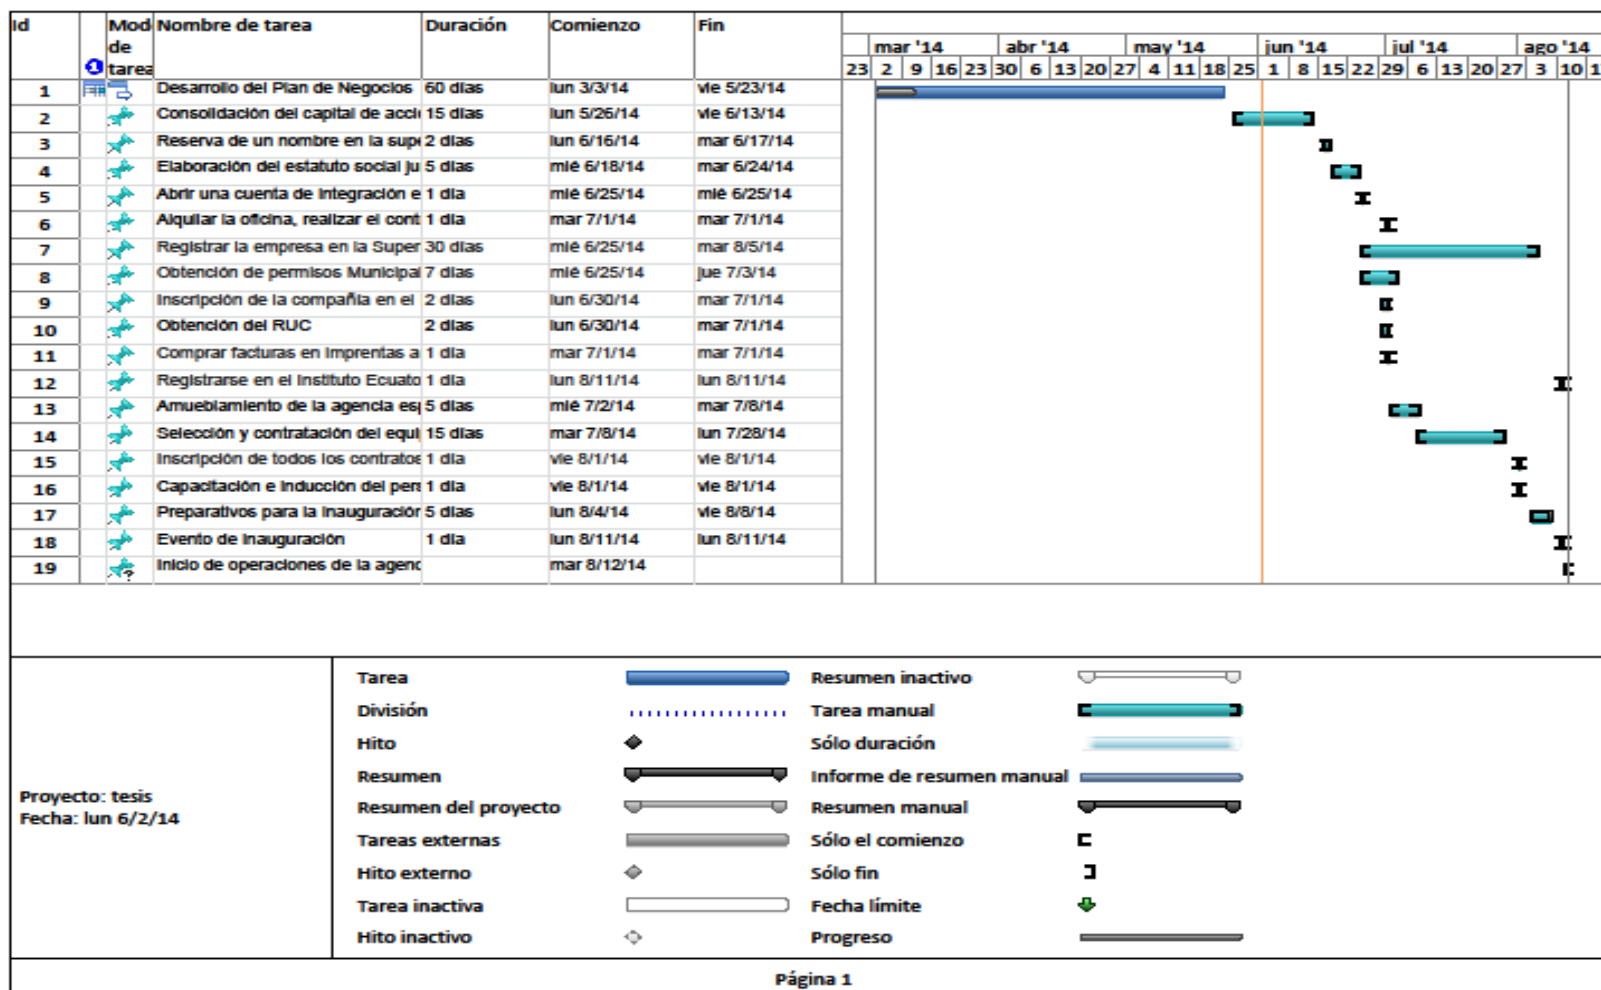 Id Modo de tarea Nombre de tarea Duración Comienzo Fin
mar '14 abr '14 may '14 jun '14 jul '14 ago '14
23 2 9 16 23 30 6 13 20 27 4 11 18 25 1 8 15 22 29 6 13 20 27 3 10 17
1 Desarrollo del Plan de Negocios 60 días lun 3/3/14 vie 5/23/14
2 Consolidación del capital de acci 15 días lun 5/26/14 vie 6/13/14
3 Reserva de un nombre en la supe 2 días lun 6/16/14 mar 6/17/14
4 Elaboración del estatuto social ju 5 días mié 6/18/14 mar 6/24/14
5 Abrir una cuenta de integración e 1 día mié 6/25/14 mié 6/25/14
6 Alquilar la oficina, realizar el cont 1 día mar 7/1/14 mar 7/1/14
7 Registrar la empresa en la Super 30 días mié 6/25/14 mar 8/5/14
8 Obtención de permisos Municipal 7 días mié 6/25/14 jue 7/3/14
9 Inscripción de la compañía en el 2 días lun 6/30/14 mar 7/1/14
10 Obtención del RUC 2 días lun 6/30/14 mar 7/1/14
11 Comprar facturas en imprentas a 1 día mar 7/1/14 mar 7/1/14
12 Registrarse en el Instituto Ecuato 1 día lun 8/11/14 lun 8/11/14
13 Amueblamiento de la agencia esp 5 días mié 7/2/14 mar 7/8/14
14 Selección y contratación del equi 15 días mar 7/8/14 lun 7/28/14
15 Inscripción de todos los contratos 1 día vie 8/1/14 vie 8/1/14
16 Capacitación e inducción del pers 1 día vie 8/1/14 vie 8/1/14
17 Preparativos para la inauguración 5 días lun 8/4/14 vie 8/8/14
18 Evento de inauguración 1 día lun 8/11/14 lun 8/11/14
19 Inicio de operaciones de la agenc mar 8/12/14
Proyecto: tesis
Fecha: lun 6/2/14
Tarea
División
Hito
Resumen
Resumen del proyecto
Tareas externas
Hito externo
Tarea inactiva
Hito inactivo
Resumen inactivo
Tarea manual
Sólo duración
Informe de resumen manual
Resumen manual
Sólo el comienzo
Sólo fin
Fecha límite
Progreso
Página 1